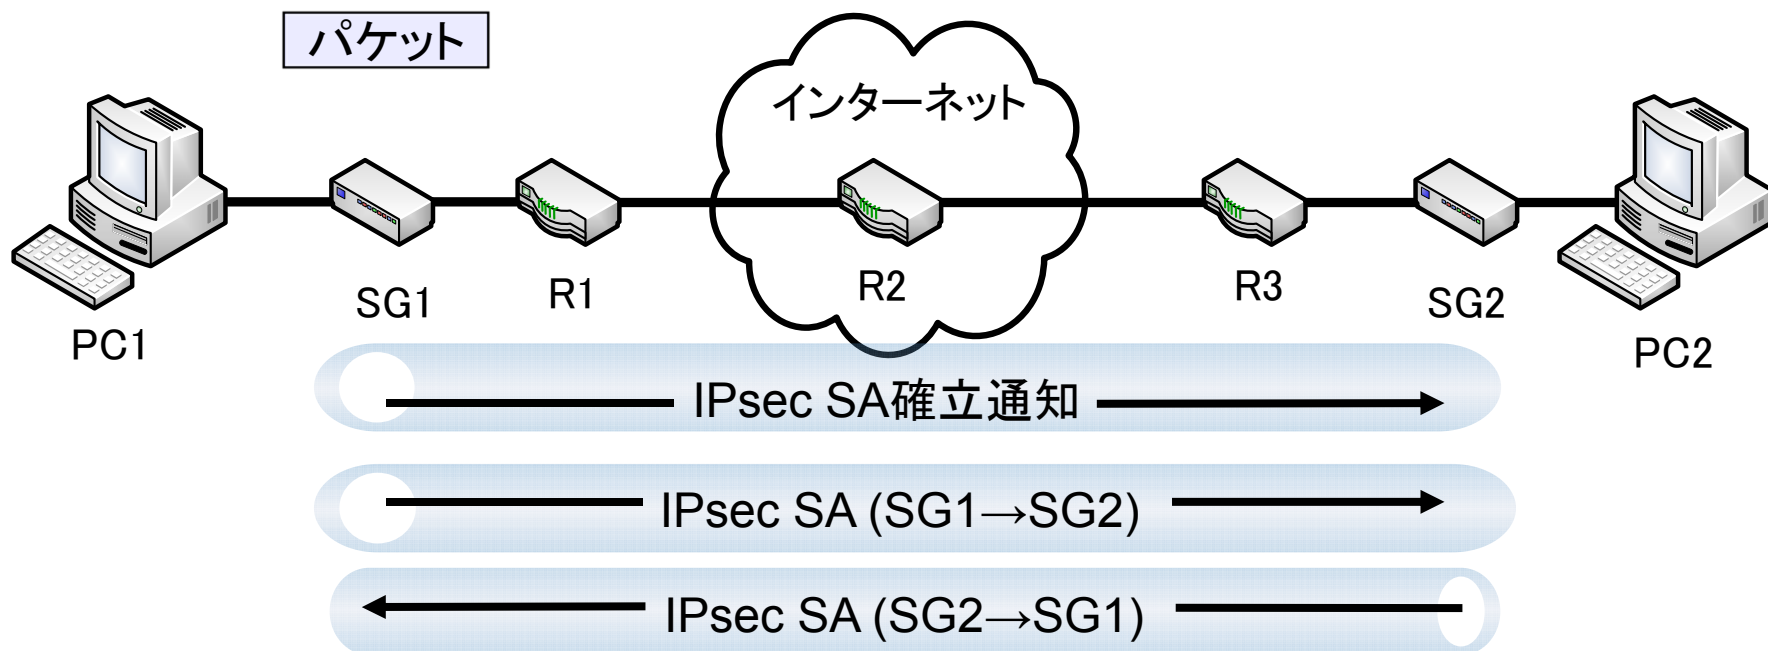 パケット
インターネット
PC1
SG1
R1
R2
R3
SG2
PC2
IPsec SA確立通知
IPsec SA (SG1→SG2)
IPsec SA (SG2→SG1)